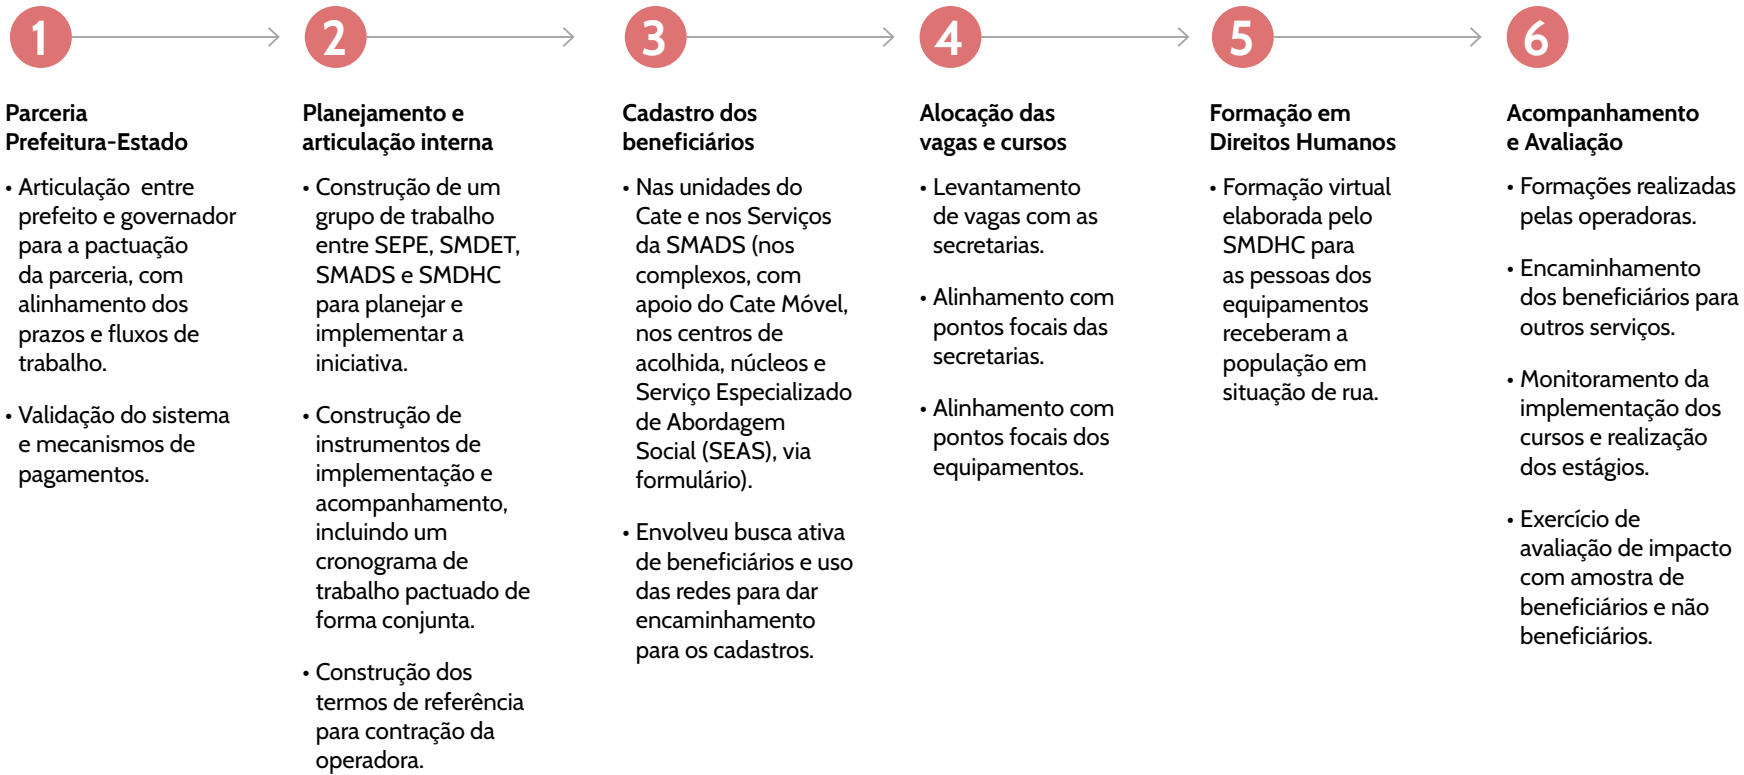 1
Parceria
Prefeitura-Estado
• Articulação entre
prefeito e governador
para a pactuação
da parceria, com
alinhamento dos
prazos e fluxos de
trabalho.
• Validação do sistema
e mecanismos de
pagamentos.
2
Planejamento e
articulação interna
• Construção de um
grupo de trabalho
entre SEPE, SMDET,
SMADS e SMDHC
para planejar e
implementar a
iniciativa.
• Construção de
instrumentos de
implementação e
acompanhamento,
incluindo um
cronograma de
trabalho pactuado de
forma conjunta.
• Construção dos
termos de referência
para contração da
operadora.
3
Cadastro dos
beneficiários
• Nas unidades do
Cate e nos Serviços
da SMADS (nos
complexos, com
apoio do Cate Móvel,
nos centros de
acolhida, núcleos e
Serviço Especializado
de Abordagem
Social (SEAS), via
formulário).
• Envolveu busca ativa
de beneficiários e uso
das redes para dar
encaminhamento
para os cadastros.
4
Alocação das
vagas e cursos
• Levantamento
de vagas com as
secretarias.
• Alinhamento com
pontos focais das
secretarias.
• Alinhamento com
pontos focais dos
equipamentos.
5
Formação em
Direitos Humanos
• Formação virtual
elaborada pelo
SMDHC para
as pessoas dos
equipamentos
receberam a
população em
situação de rua.
6
Acompanhamento
e Avaliação
• Formações realizadas
pelas operadoras.
• Encaminhamento
dos beneficiários para
outros serviços.
• Monitoramento da
implementação dos
cursos e realização
dos estágios.
• Exercício de
avaliação de impacto
com amostra de
beneficiários e não
beneficiários.